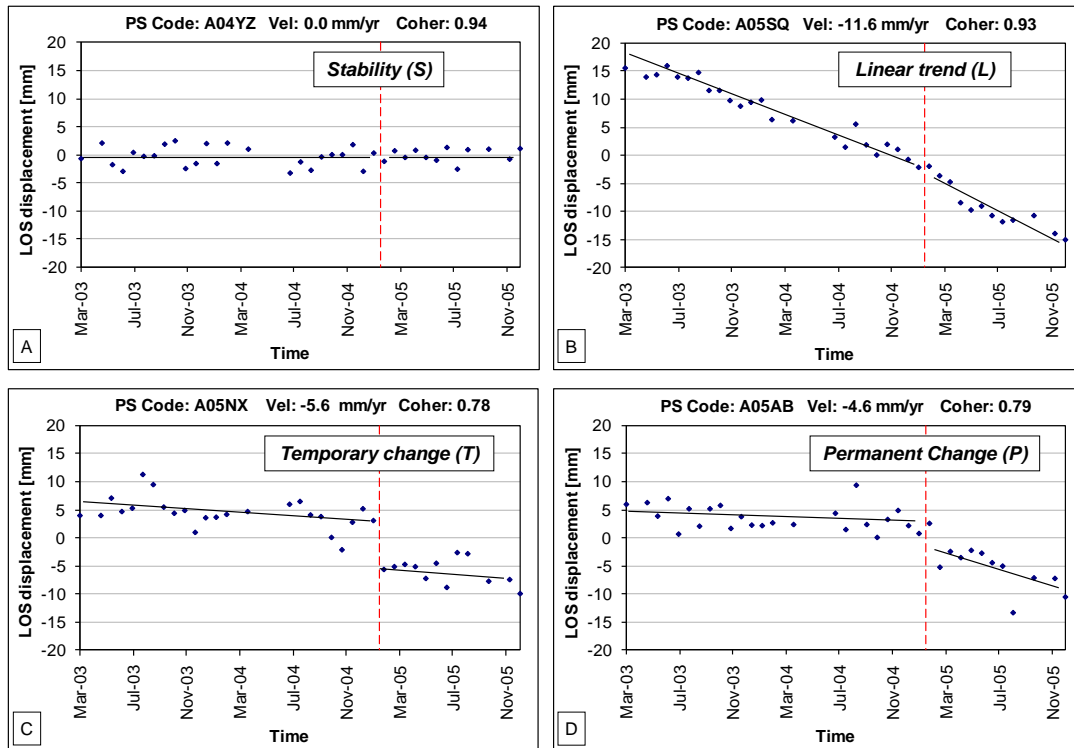 PS Code: A04YZ Vel: 0.0 mm/yr Coher: 0.94
Stability (S)
LOS displacement [mm]
20
15
10
5
0
-5
-10
-15
-20
Mar-03
Jul-03
Nov-03
Mar-04
Jul-04
Nov-04
Mar-05
Jul-05
Nov-05
Time
A
PS Code: A05SQ Vel: -11.6 mm/yr Coher: 0.93
Linear trend (L)
LOS displacement [mm]
20
15
10
5
0
-5
-10
-15
-20
Mar-03
Jul-03
Nov-03
Mar-04
Jul-04
Nov-04
Mar-05
Jul-05
Nov-05
Time
B
PS Code: A05NX Vel: -5.6 mm/yr Coher: 0.78
Temporary change (T)
LOS displacement [mm]
20
15
10
5
0
-5
-10
-15
-20
Mar-03
Jul-03
Nov-03
Mar-04
Jul-04
Nov-04
Mar-05
Jul-05
Nov-05
Time
C
PS Code: A05AB Vel: -4.6 mm/yr Coher: 0.79
Permanent Change (P)
LOS displacement [mm]
20
15
10
5
0
-5
-10
-15
-20
Mar-03
Jul-03
Nov-03
Mar-04
Jul-04
Nov-04
Mar-05
Jul-05
Nov-05
Time
D